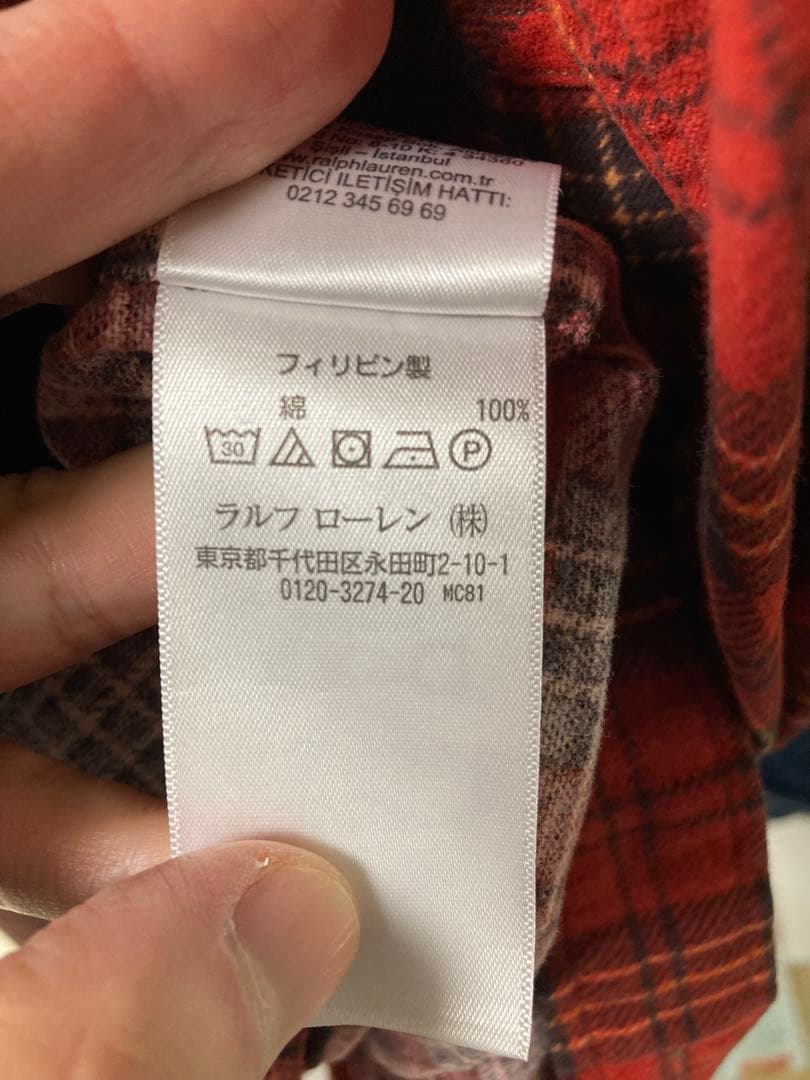 Şişli - İstanbul
www.ralphlauren.com.tr
KETİCİ İLETİŞİM HATTI:
0212 345 69 69
フィリピン製
綿 100%
30 P
ラルフ ローレン (株)
東京都千代田区永田町2-10-1
0120-3274-20 MC81